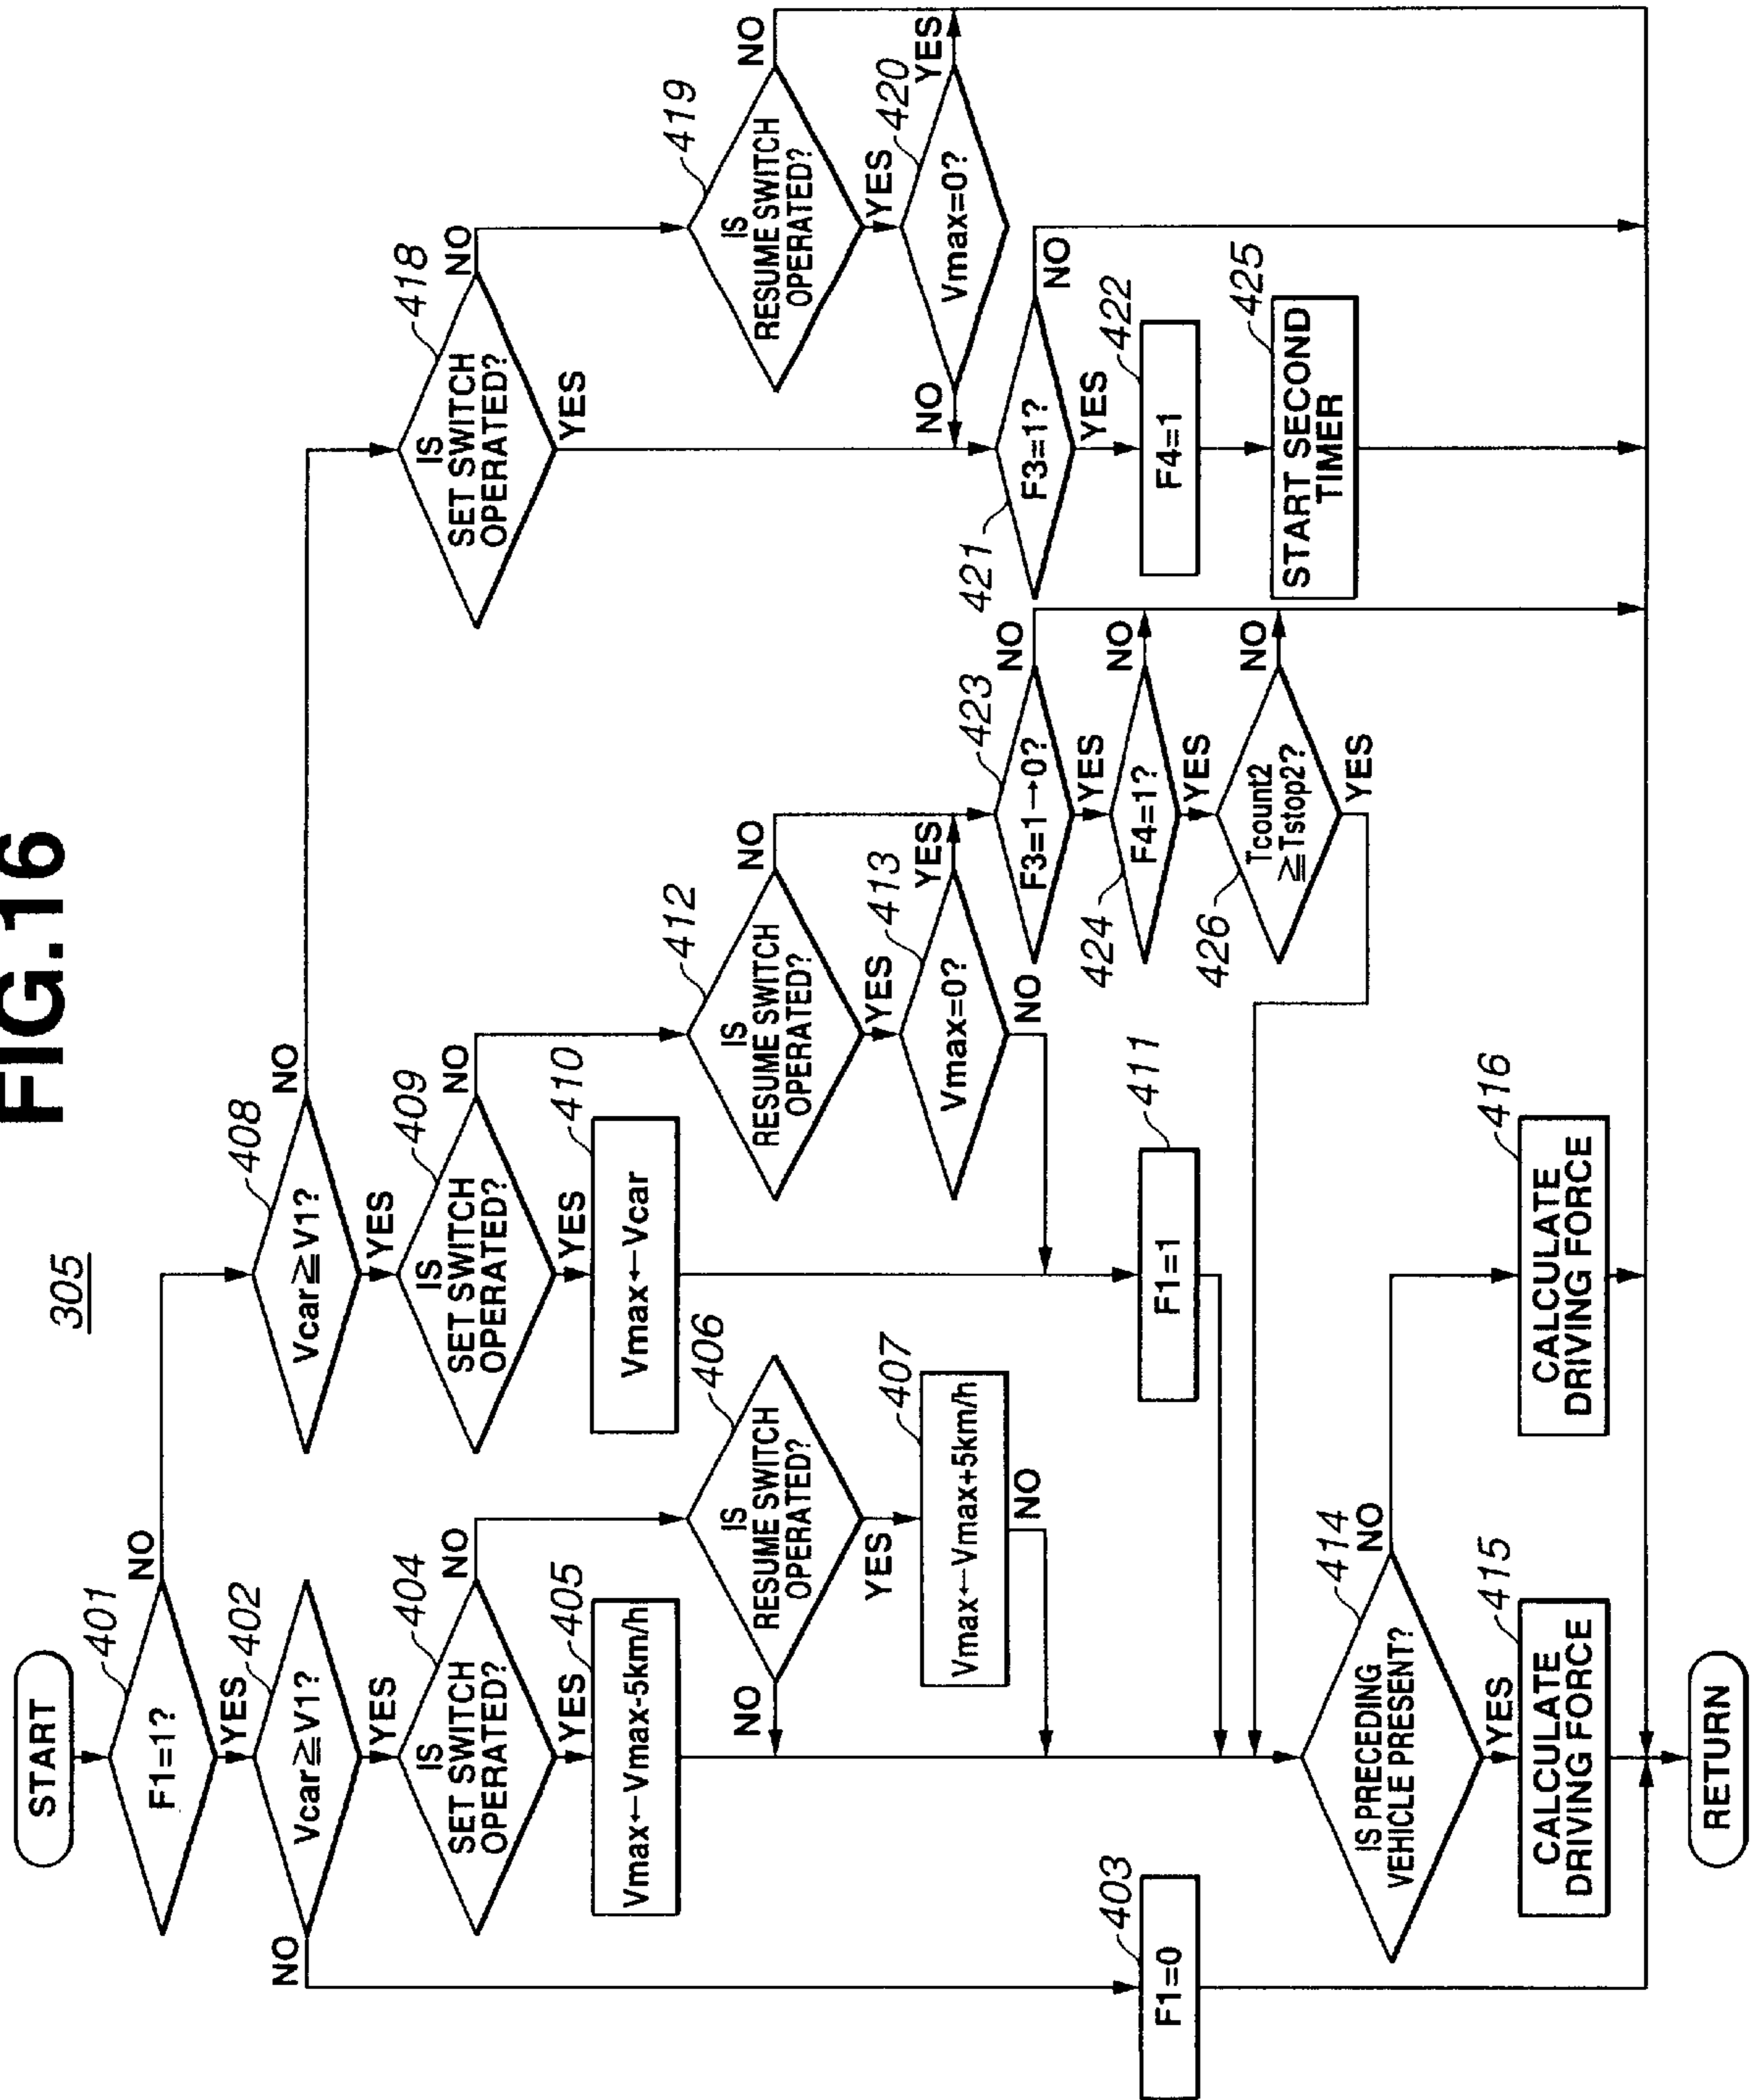 FIG.16
305
START
401
F1=1?
NO
YES
402
Vcar≧V1?
NO
YES
404
IS
SET SWITCH
OPERATED?
NO
YES
405
Vmax←Vmax-5km/h
406
IS
RESUME SWITCH
OPERATED?
NO
YES
407
Vmax←Vmax+5km/h
NO
403
F1=0
408
Vcar≧V1?
NO
YES
409
IS
SET SWITCH
OPERATED?
NO
YES
410
Vmax←Vcar
412
IS
RESUME SWITCH
OPERATED?
NO
YES
413
Vmax=0?
YES
NO
411
F1=1
423
F3=1→0?
NO
YES
424
F4=1?
NO
YES
426
Tcount2
≧Tstop2?
NO
YES
418
IS
SET SWITCH
OPERATED?
NO
YES
419
IS
RESUME SWITCH
OPERATED?
NO
YES
420
Vmax=0?
YES
NO
421
F3=1?
NO
YES
422
F4=1
425
START SECOND
TIMER
414
IS PRECEDING
VEHICLE PRESENT?
NO
YES
415
CALCULATE
DRIVING FORCE
416
CALCULATE
DRIVING FORCE
RETURN